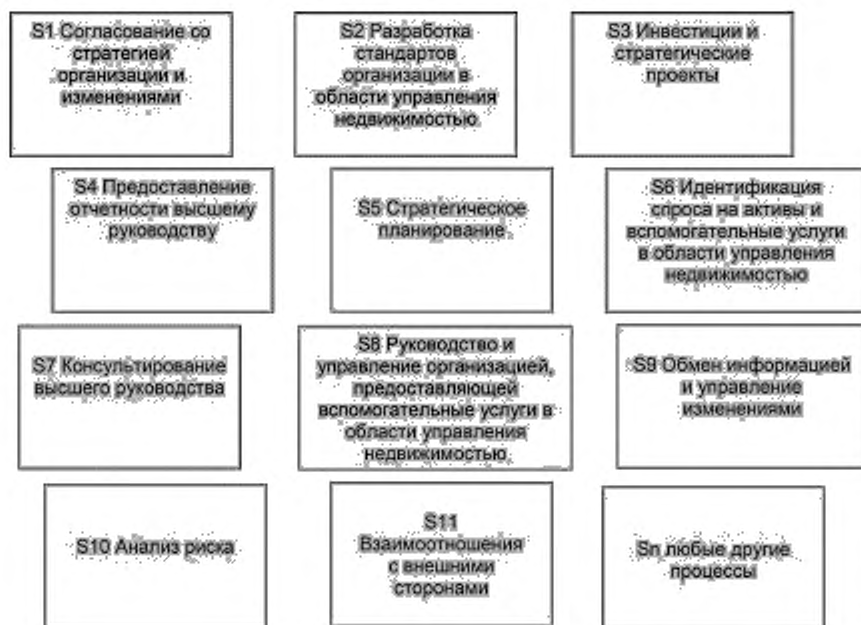 S1 Согласование со
стратегией
организации и
изменениями
S2 Разработка
стандартов
организации в
области управления
недвижимостью
S3 Инвестиции и
стратегические
проекты
S4 Предоставление
отчетности высшему
руководству
S5 Стратегическое
планирование
S6 Идентификация
спроса на активы и
вспомогательные услуги
в области управления
недвижимостью
S7 Консультирование
высшего руководства
S8 Руководство и
управление организацией,
предоставляющей
вспомогательные услуги в
области управления
недвижимостью
S9 Обмен информацией
и управление
изменениями
S10 Анализ риска
S11
Взаимоотношения
с внешними
сторонами
Sn любые другие
процессы